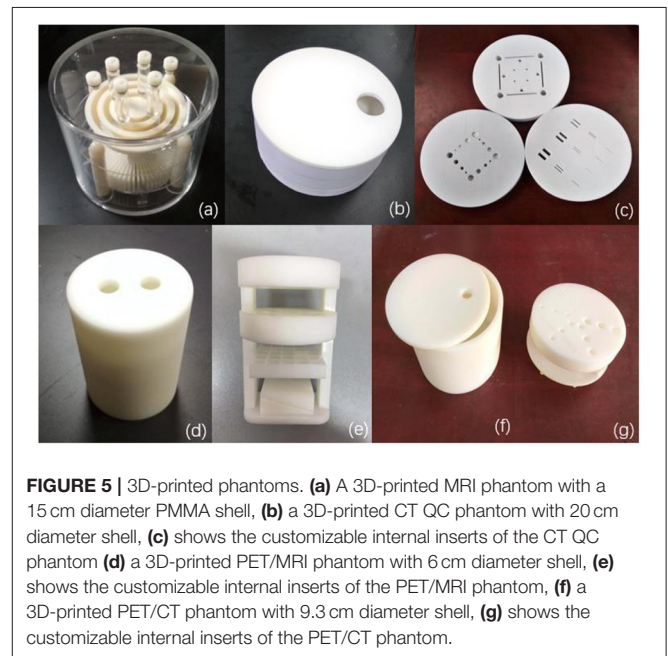 (a)
(b)
(c)
(d)
(e)
(f)
(g)
FIGURE 5 | 3D-printed phantoms. (a) A 3D-printed MRI phantom with a
15 cm diameter PMMA shell, (b) a 3D-printed CT QC phantom with 20 cm
diameter shell, (c) shows the customizable internal inserts of the CT QC
phantom (d) a 3D-printed PET/MRI phantom with 6 cm diameter shell, (e)
shows the customizable internal inserts of the PET/MRI phantom, (f) a
3D-printed PET/CT phantom with 9.3 cm diameter shell, (g) shows the
customizable internal inserts of the PET/CT phantom.